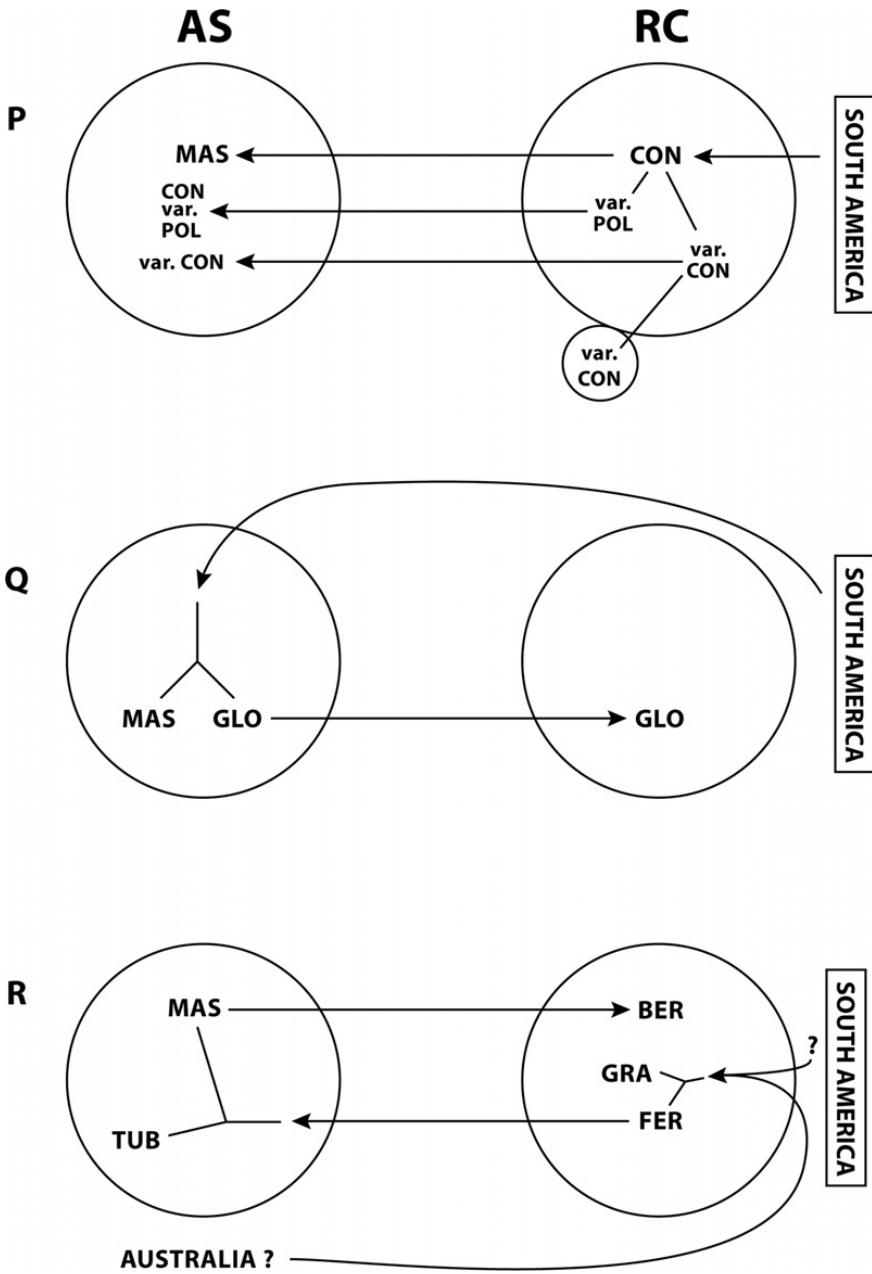 AS
RC
P
SOUTH AMERICA
MAS
CON
CON
var.
POL
var.
POL
var. CON
var.
CON
var.
CON
Q
SOUTH AMERICA
MAS
GLO
GLO
R
SOUTH AMERICA
MAS
BER
?
GRA
FER
TUB
AUSTRALIA ?